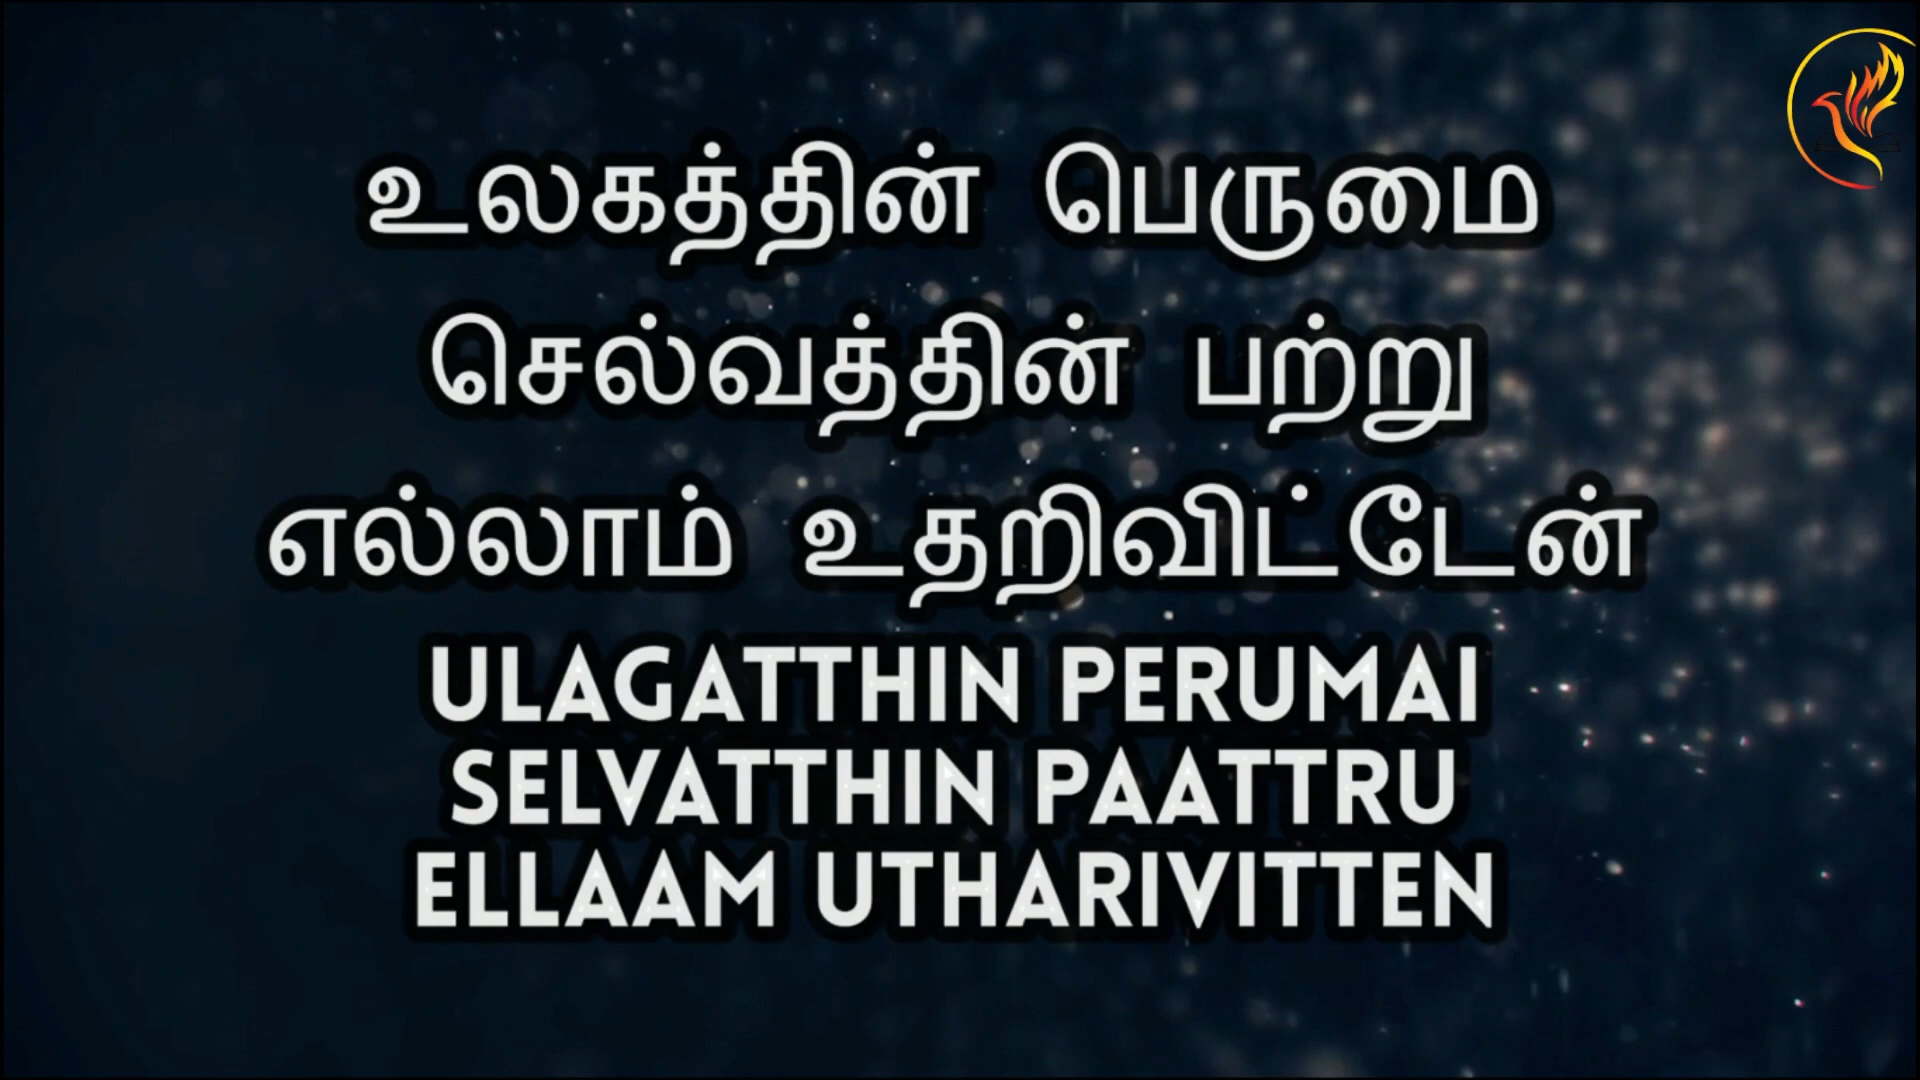 உலகத்தின் பெருமை
செல்வத்தின் பற்று
எல்லாம் உதறிவிட்டேன்
ULAGATTHIN PERUMAI
SELVATTHIN PAATTRU
ELLAAM UTHARIVITTEN